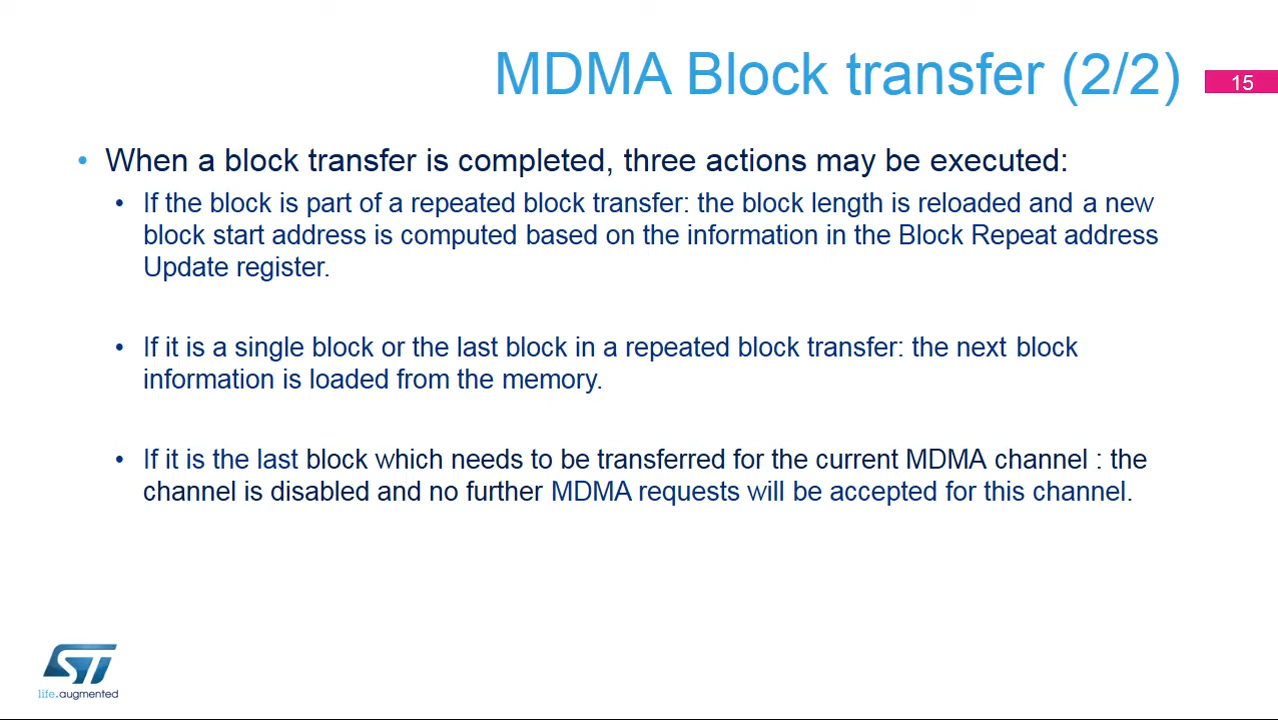 MDMA Block transfer (2/2)
15
• When a block transfer is completed, three actions may be executed:
• If the block is part of a repeated block transfer: the block length is reloaded and a new
block start address is computed based on the information in the Block Repeat address
Update register.
• If it is a single block or the last block in a repeated block transfer: the next block
information is loaded from the memory.
• If it is the last block which needs to be transferred for the current MDMA channel : the
channel is disabled and no further MDMA requests will be accepted for this channel.
ST
life.augmented